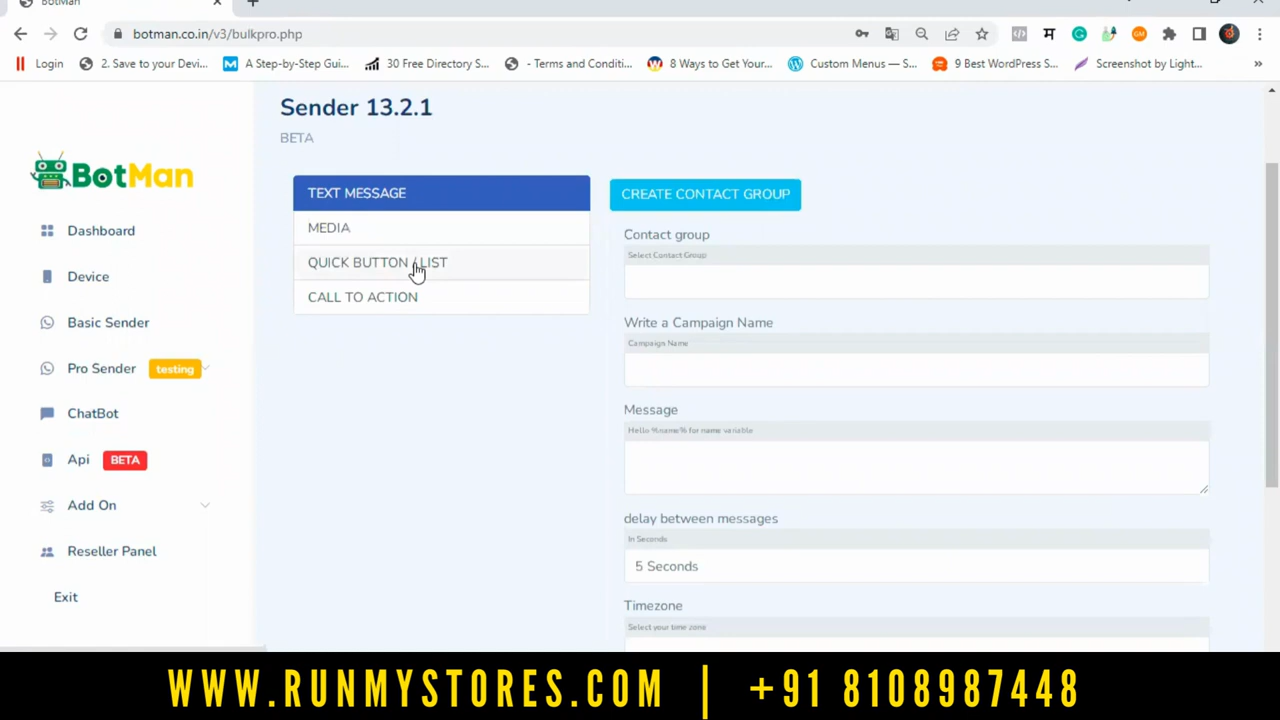 BotMan
botman.co.in/v3/bulkpro.php
Login
2. Save to your Devi...
A Step-by-Step Gui...
30 Free Directory S...
- Terms and Conditi...
8 Ways to Get Your...
Custom Menus — S...
9 Best WordPress S...
Screenshot by Light...
»
BotMan
Dashboard
Device
Basic Sender
Pro Sender testing
ChatBot
Api BETA
Add On
Reseller Panel
Exit
Sender 13.2.1
BETA
TEXT MESSAGE
MEDIA
QUICK BUTTON / LIST
CALL TO ACTION
CREATE CONTACT GROUP
Contact group
Select Contact Group
Write a Campaign Name
Campaign Name
Message
Hello %name% for name variable
delay between messages
In Seconds
5 Seconds
Timezone
Select your time zone
WWW.RUNMYSTORES.COM | +91 8108987448